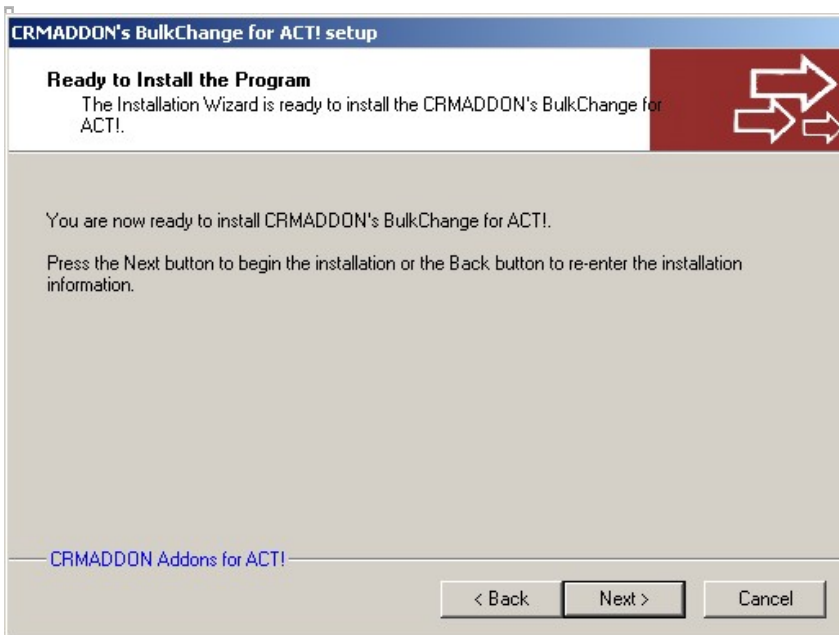 CRMADDON's BulkChange for ACT! setup
Ready to Install the Program
The Installation Wizard is ready to install the CRMADDON's BulkChange for
ACT!.
You are now ready to install CRMADDON's BulkChange for ACT!.
Press the Next button to begin the installation or the Back button to re-enter the installation
information.
CRMADDON Addons for ACT!
< Back Next > Cancel